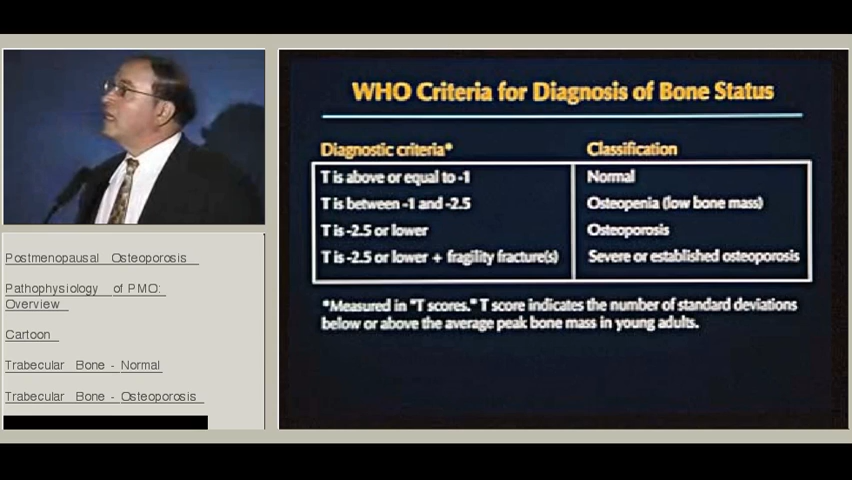 WHO Criteria for Diagnosis of Bone Status
Diagnostic criteria* Classification
T is above or equal to -1 Normal
T is between -1 and -2.5 Osteopenia (low bone mass)
T is -2.5 or lower Osteoporosis
T is -2.5 or lower + fragility fracture(s) Severe or established osteoporosis
*Measured in "T scores." T score indicates the number of standard deviations
below or above the average peak bone mass in young adults.
Postmenopausal Osteoporosis
Pathophysiology of PMO:
Overview
Cartoon
Trabecular Bone - Normal
Trabecular Bone - Osteoporosis